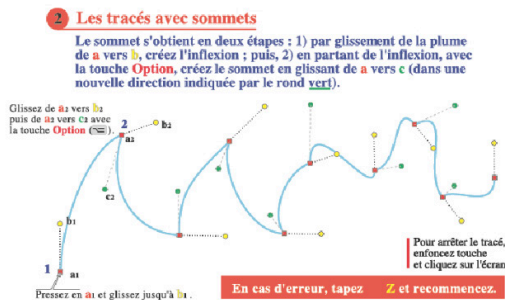 2 Les tracés avec sommets
Le sommet s'obtient en deux étapes : 1) par glissement de la plume
de a vers b, créez l'inflexion ; puis, 2) en partant de l'inflexion, avec
la touche Option, créez le sommet en glissant de a vers c (dans une
nouvelle direction indiquée par le rond vert).
Glissez de a2 vers b2
puis de a2 vers c2 avec
la touche Option (⌥).
2
a2
b2
c2
b1
1
a1
Pressez en a1 et glissez jusqu'à b1 .
Pour arrêter le tracé,
enfoncez touche
et cliquez sur l'écran
En cas d'erreur, tapez Z et recommencez.